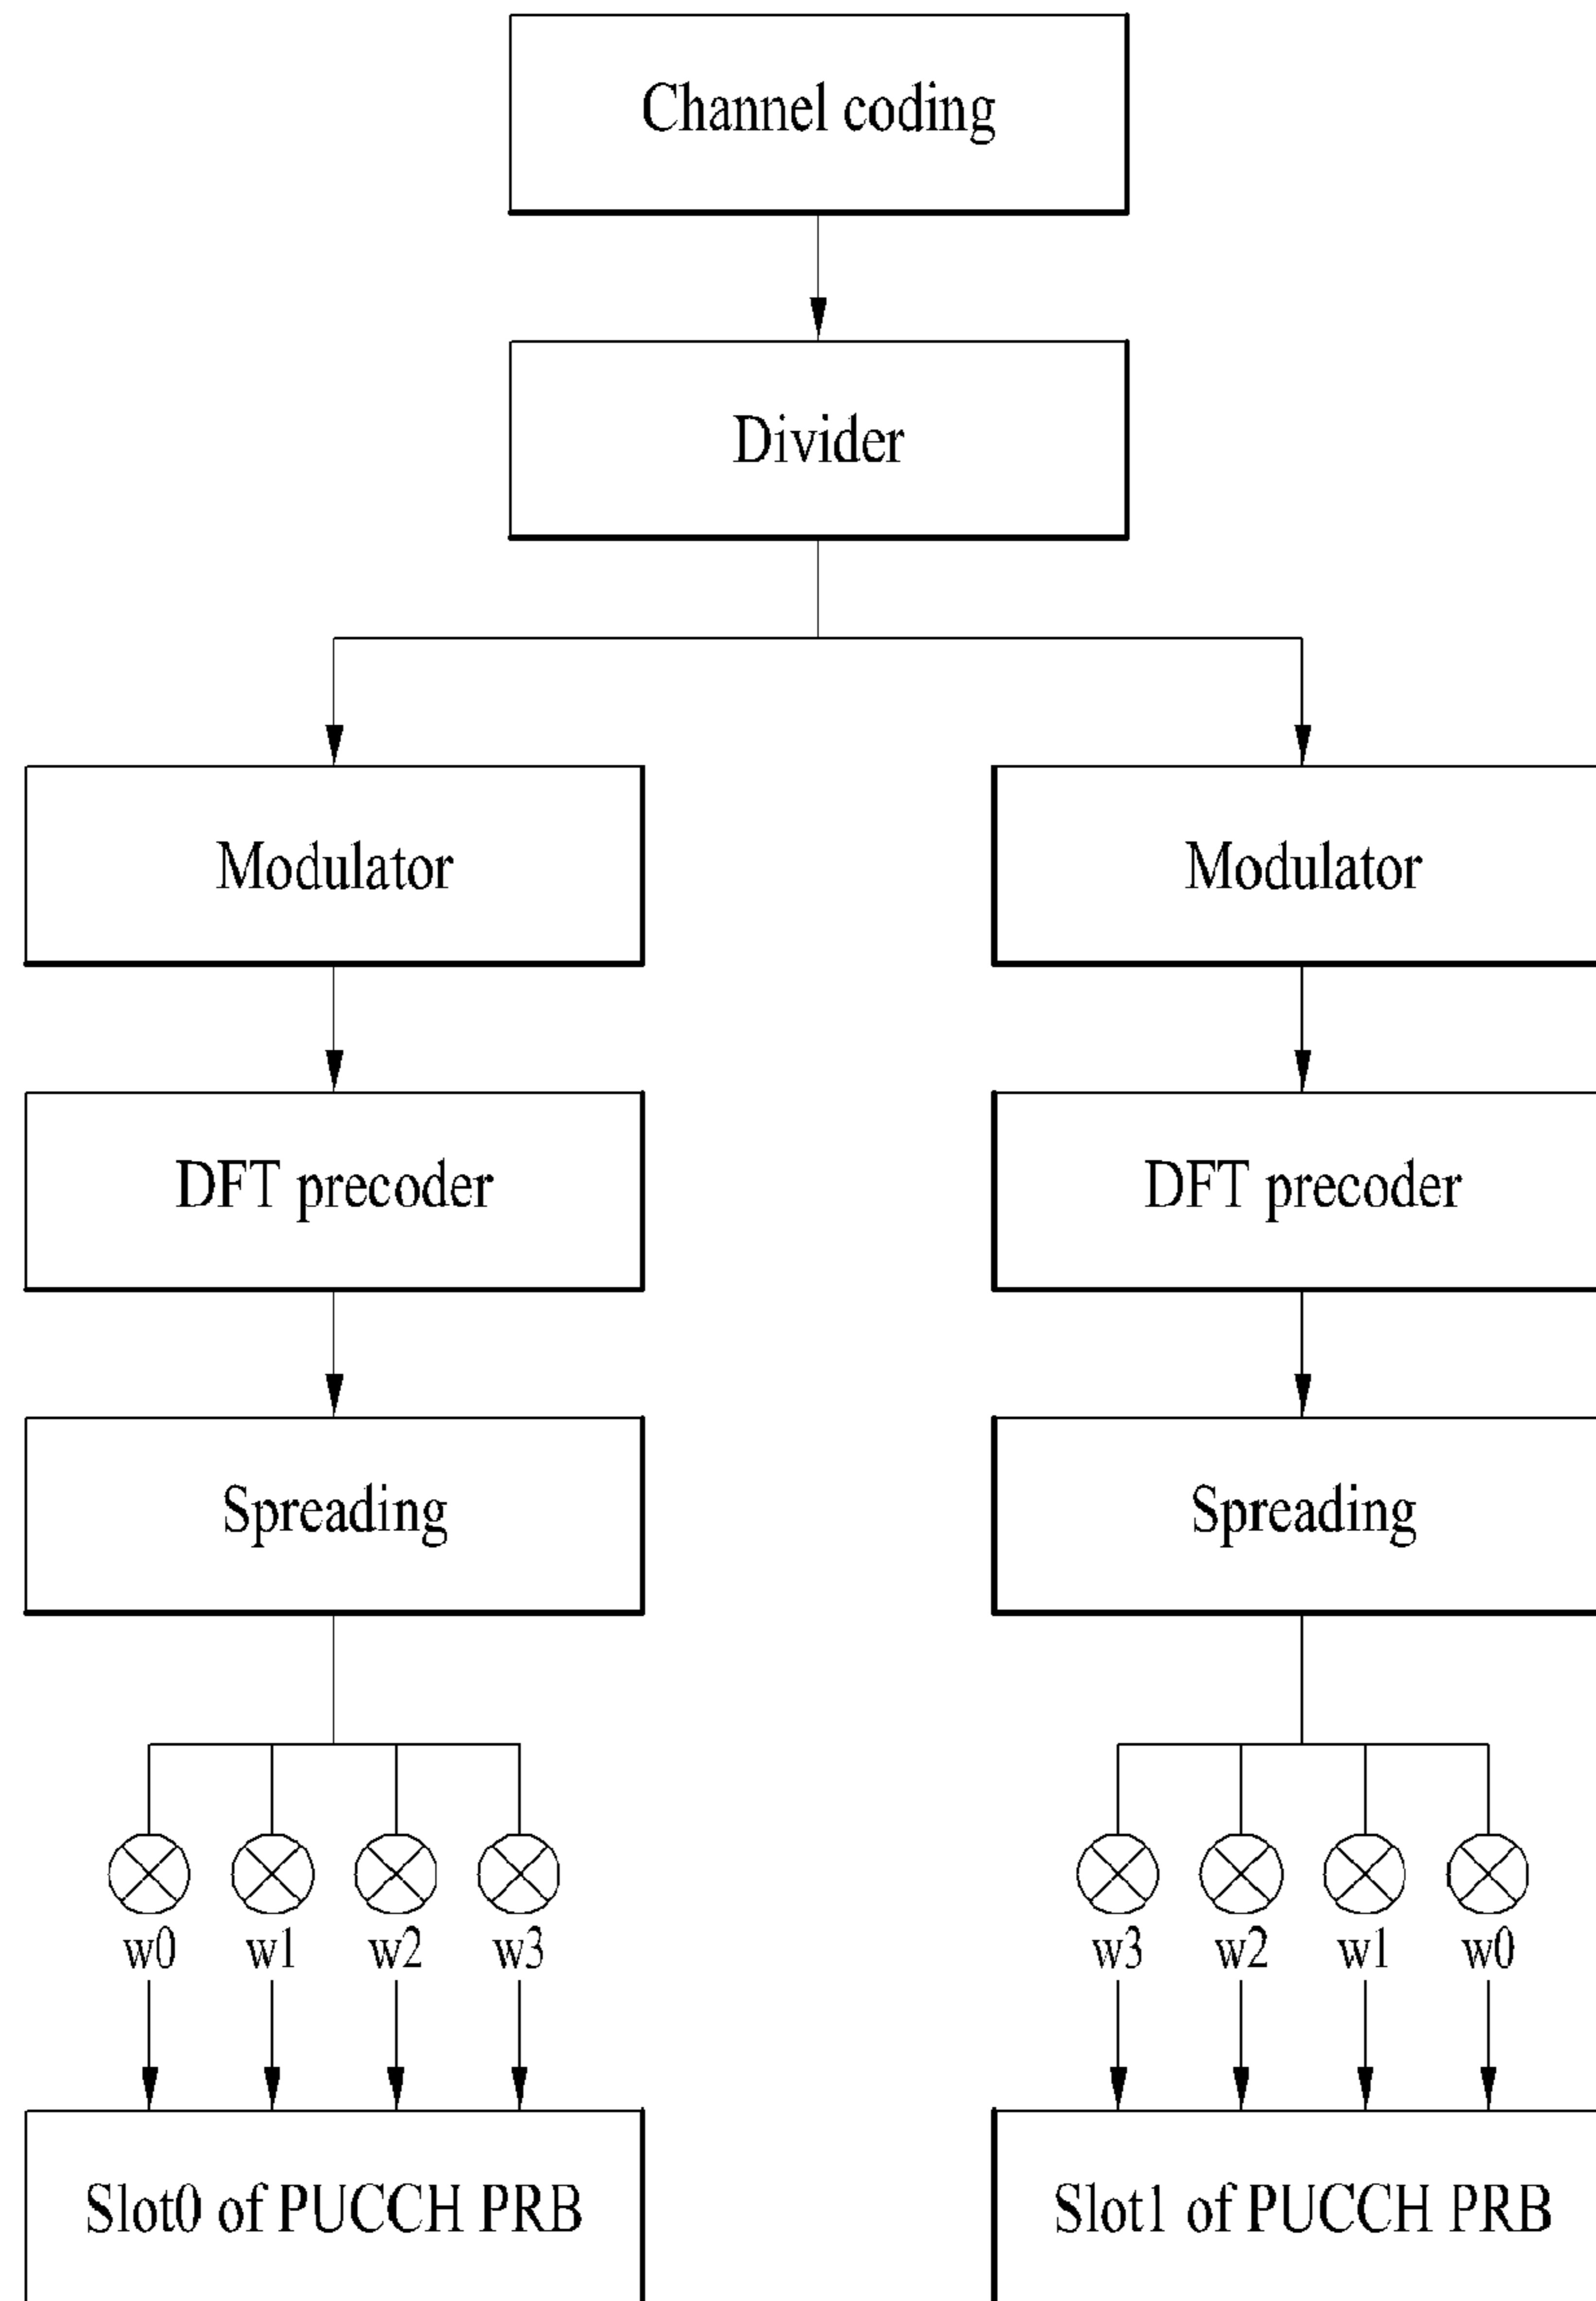 Channel coding
Divider
Modulator
Modulator
DFT precoder
DFT precoder
Spreading
Spreading
w0 w1 w2 w3
w3 w2 w1 w0
Slot0 of PUCCH PRB
Slot1 of PUCCH PRB